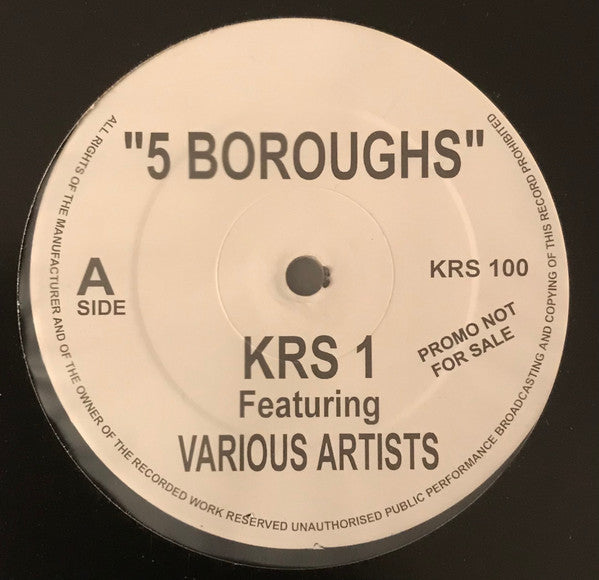 "5 BOROUGHS"
A
SIDE
KRS 100
PROMO NOT
FOR SALE
KRS 1
Featuring
VARIOUS ARTISTS
ALL RIGHTS OF THE MANUFACTURER AND OF THE OWNER OF THE RECORDED WORK RESERVED UNAUTHORISED PUBLIC PERFORMANCE BROADCASTING AND COPYING OF THIS RECORD PROHIBITED